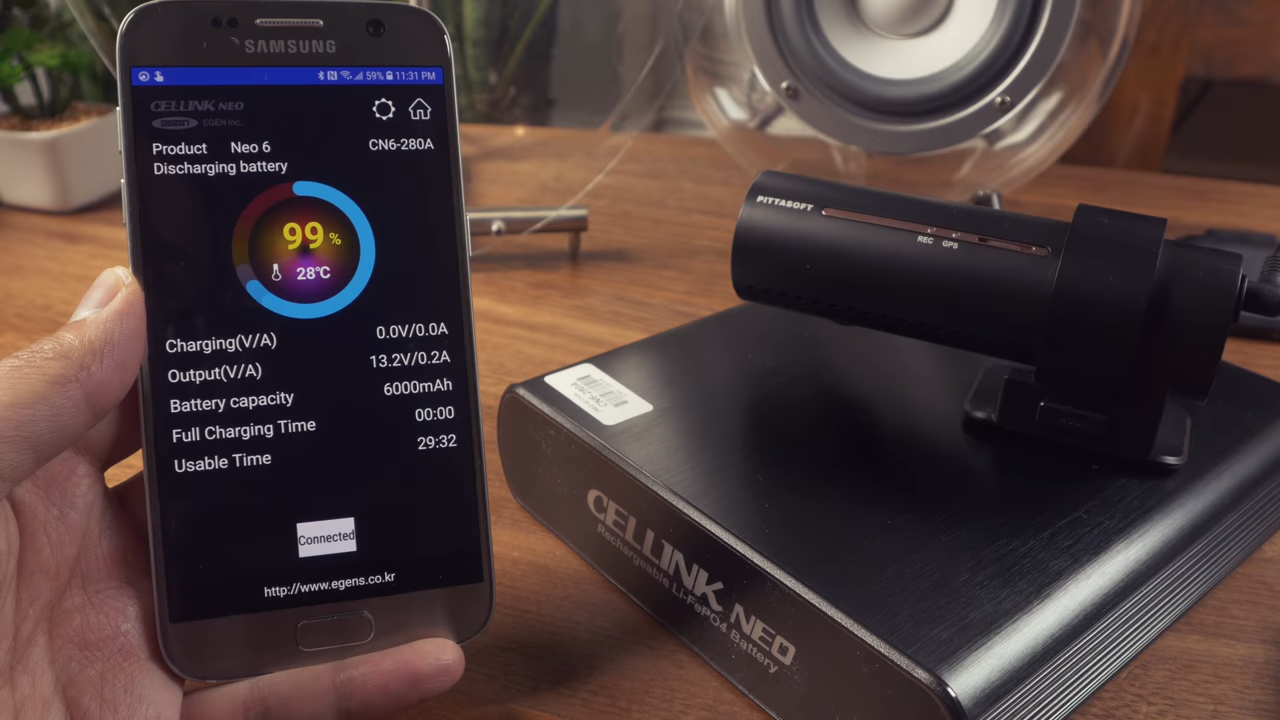 SAMSUNG
59% 11:31 PM
CELLINK NEO
EGEN Inc.
Product Neo 6 CN6-280A
Discharging battery
99 %
28℃
Charging(V/A) 0.0V/0.0A
Output(V/A) 13.2V/0.2A
Battery capacity 6000mAh
Full Charging Time 00:00
Usable Time 29:32
Connected
http://www.egens.co.kr
PITTASOFT
REC GPS
CN6-280A
CELLINK NEO
Rechargeable Li-FePO4 Battery